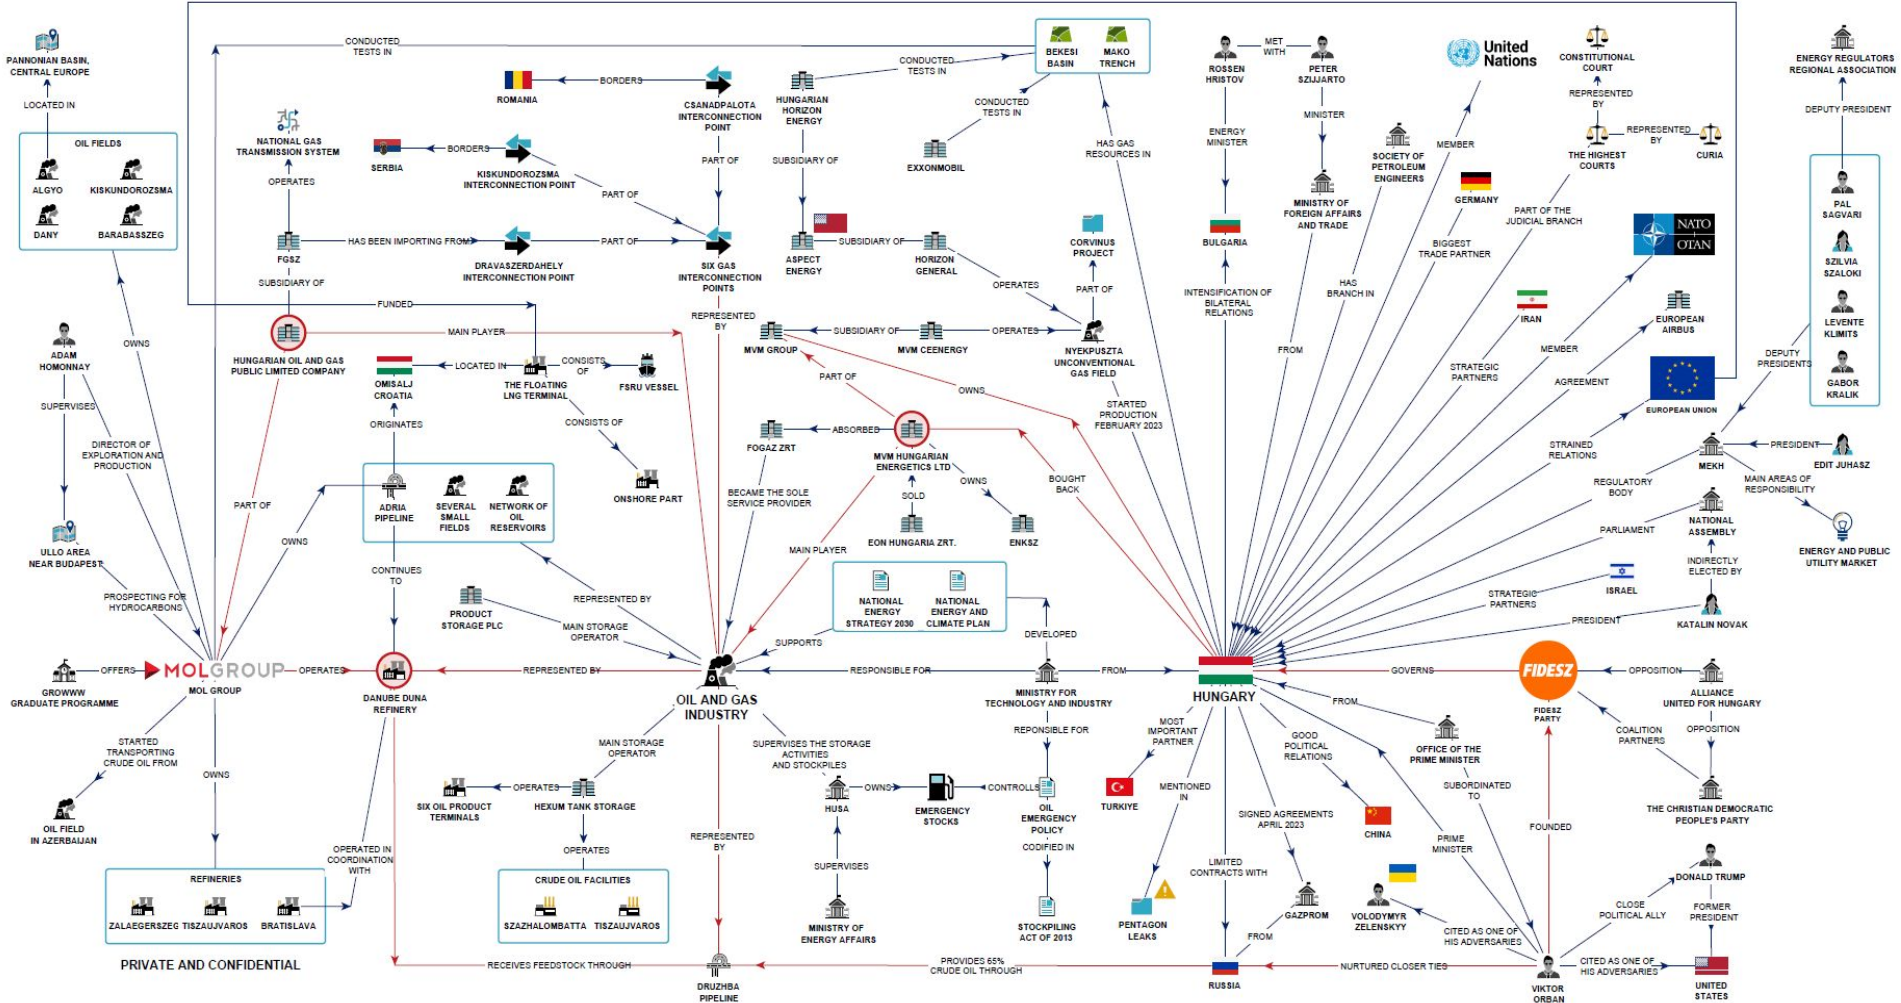 CONDUCTED
TESTS IN
PANNONIAN BASIN,
CENTRAL EUROPE
LOCATED IN
OIL FIELDS
ALGYO
KISKUNDOROZSMA
DANY
BARABASSZEG
OWNS
ADAM
HOMONNAY
SUPERVISES
DIRECTOR OF
EXPLORATION AND
PRODUCTION
ULLO AREA
NEAR BUDAPEST
PROSPECTING FOR
HYDROCARBONS
GROWWW
GRADUATE PROGRAMME
OFFERS
MOLGROUP
MOL GROUP
OPERATES
STARTED
TRANSPORTING
CRUDE OIL FROM
OIL FIELD
IN AZERBAIJAN
OWNS
REFINERIES
ZALAEGERSZEG
TISZAUJVAROS
BRATISLAVA
PRIVATE AND CONFIDENTIAL
OPERATED IN
COORDINATION
WITH
NATIONAL GAS
TRANSMISSION SYSTEM
OPERATES
FGSZ
SUBSIDIARY OF
HUNGARIAN OIL AND GAS
PUBLIC LIMITED COMPANY
PART OF
OWNS
MAIN PLAYER
HAS BEEN IMPORTING FROM
DRAVASZERDAHELY
INTERCONNECTION POINT
PART OF
ROMANIA
BORDERS
CSANADPALOTA
INTERCONNECTION
POINT
PART OF
SERBIA
BORDERS
KISKUNDOROZSMA
INTERCONNECTION POINT
PART OF
SIX GAS
INTERCONNECTION
POINTS
REPRESENTED
BY
FUNDED
OMISALJ
CROATIA
LOCATED IN
THE FLOATING
LNG TERMINAL
CONSISTS
OF
FSRU VESSEL
CONSISTS OF
ONSHORE PART
ORIGINATES
ADRIA
PIPELINE
SEVERAL
SMALL
FIELDS
NETWORK OF
OIL
RESERVOIRS
CONTINUES
TO
REPRESENTED BY
PRODUCT
STORAGE PLC
MAIN STORAGE
OPERATOR
DANUBE DUNA
REFINERY
REPRESENTED BY
OIL AND GAS
INDUSTRY
MAIN STORAGE
OPERATOR
SIX OIL PRODUCT
TERMINALS
OPERATES
HEXUM TANK STORAGE
OPERATES
CRUDE OIL FACILITIES
SZAZHALOMBATTA
TISZAUJVAROS
RECEIVES FEEDSTOCK THROUGH
REPRESENTED
BY
DRUZHBA
PIPELINE
SUPERVISES THE STORAGE
ACTIVITIES
AND STOCKPILES
HUSA
OWNS
EMERGENCY
STOCKS
CONTROLLS
OIL
EMERGENCY
POLICY
SUPERVISES
MINISTRY OF
ENERGY AFFAIRS
CODIFIED IN
STOCKPILING
ACT OF 2013
PROVIDES 65%
CRUDE OIL THROUGH
HUNGARIAN
HORIZON
ENERGY
CONDUCTED
TESTS IN
BEKESI
BASIN
MAKO
TRENCH
CONDUCTED
TESTS IN
EXXONMOBIL
SUBSIDIARY OF
ASPECT
ENERGY
SUBSIDIARY OF
HORIZON
GENERAL
OPERATES
CORVINUS
PROJECT
PART OF
HAS GAS
RESOURCES IN
MVM GROUP
SUBSIDIARY OF
MVM CEENERGY
OPERATES
NYEKPUSZTA
UNCONVENTIONAL
GAS FIELD
STARTED
PRODUCTION
FEBRUARY 2023
PART OF
OWNS
FOGAZ ZRT
ABSORBED
MVM HUNGARIAN
ENERGETICS LTD
OWNS
BOUGHT
BACK
BECAME THE SOLE
SERVICE PROVIDER
SOLD
EON HUNGARIA ZRT.
ENKSZ
MAIN PLAYER
NATIONAL
ENERGY
STRATEGY 2030
NATIONAL
ENERGY AND
CLIMATE PLAN
SUPPORTS
DEVELOPED
RESPONSIBLE FOR
MINISTRY FOR
TECHNOLOGY AND INDUSTRY
FROM
REPONSIBLE FOR
ROSSEN
HRISTOV
MET
WITH
PETER
SZIJJARTO
ENERGY
MINISTER
MINISTER
BULGARIA
MINISTRY OF
FOREIGN AFFAIRS
AND TRADE
INTENSIFICATION OF
BILATERAL
RELATIONS
FROM
SOCIETY OF
PETROLEUM
ENGINEERS
HAS
BRANCH IN
United
Nations
MEMBER
GERMANY
BIGGEST
TRADE PARTNER
CONSTITUTIONAL
COURT
REPRESENTED
BY
THE HIGHEST
COURTS
REPRESENTED
BY
CURIA
PART OF THE
JUDICIAL BRANCH
NATO
OTAN
MEMBER
IRAN
STRATEGIC
PARTNERS
EUROPEAN
AIRBUS
AGREEMENT
EUROPEAN UNION
STRAINED
RELATIONS
ENERGY REGULATORS
REGIONAL ASSOCIATION
DEPUTY PRESIDENT
PAL
SAGVARI
SZILVIA
SZALOKI
LEVENTE
KLIMITS
GABOR
KRALIK
DEPUTY
PRESIDENTS
MEKH
PRESIDENT
EDIT JUHASZ
REGULATORY
BODY
MAIN AREAS OF
RESPONSIBILITY
ENERGY AND PUBLIC
UTILITY MARKET
NATIONAL
ASSEMBLY
PARLIAMENT
INDIRECTLY
ELECTED BY
ISRAEL
STRATEGIC
PARTNERS
KATALIN NOVAK
PRESIDENT
HUNGARY
GOVERNS
FIDESZ
FIDESZ
PARTY
OPPOSITION
ALLIANCE
UNITED FOR HUNGARY
OPPOSITION
COALITION
PARTNERS
THE CHRISTIAN DEMOCRATIC
PEOPLE'S PARTY
FROM
OFFICE OF THE
PRIME MINISTER
SUBORDINATED
TO
PRIME
MINISTER
FOUNDED
MOST
IMPORTANT
PARTNER
TURKIYE
MENTIONED
IN
PENTAGON
LEAKS
GOOD
POLITICAL
RELATIONS
CHINA
SIGNED AGREEMENTS
APRIL 2023
LIMITED
CONTRACTS WITH
GAZPROM
FROM
RUSSIA
NURTURED CLOSER TIES
VOLODYMYR
ZELENSKYY
CITED AS ONE OF
HIS ADVERSARIES
VIKTOR
ORBAN
CLOSE
POLITICAL ALLY
DONALD TRUMP
FORMER
PRESIDENT
CITED AS ONE OF
HIS ADVERSARIES
UNITED
STATES